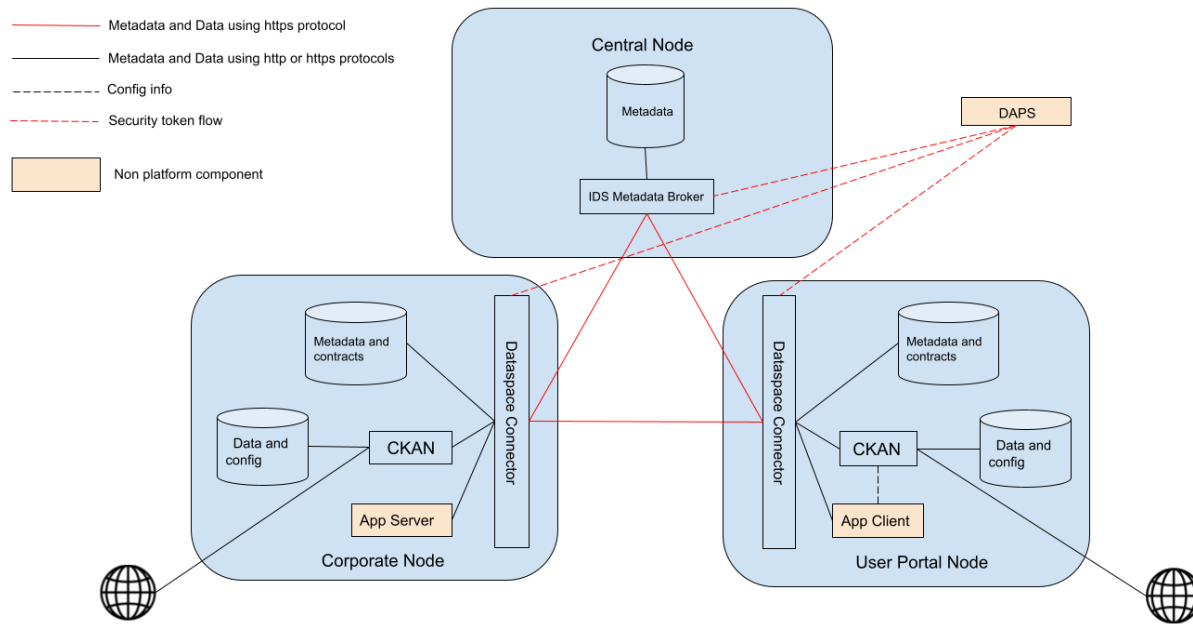 Metadata and Data using https protocol
Metadata and Data using http or https protocols
Config info
Security token flow
Non platform component
Central Node
Metadata
IDS Metadata Broker
DAPS
Metadata and
contracts
Data and
config
CKAN
App Server
Dataspace Connector
Corporate Node
Dataspace Connector
Metadata and
contracts
CKAN
Data and
config
App Client
User Portal Node